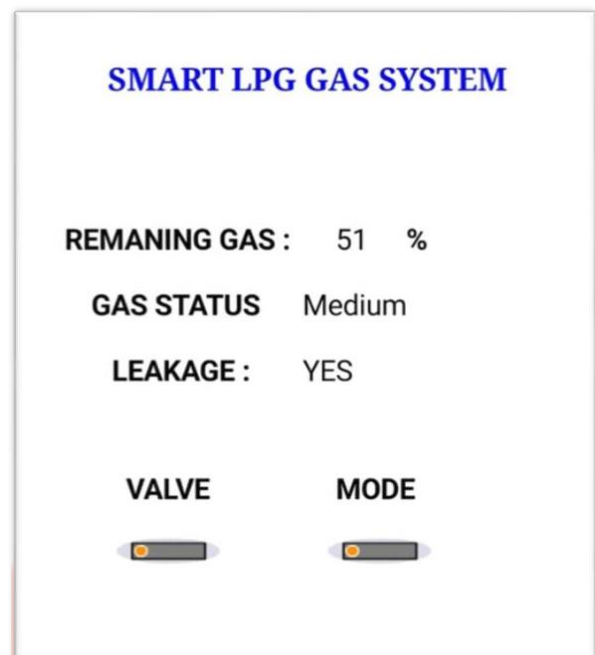 SMART LPG GAS SYSTEM
REMANING GAS : 51 %
GAS STATUS Medium
LEAKAGE : YES
VALVE MODE